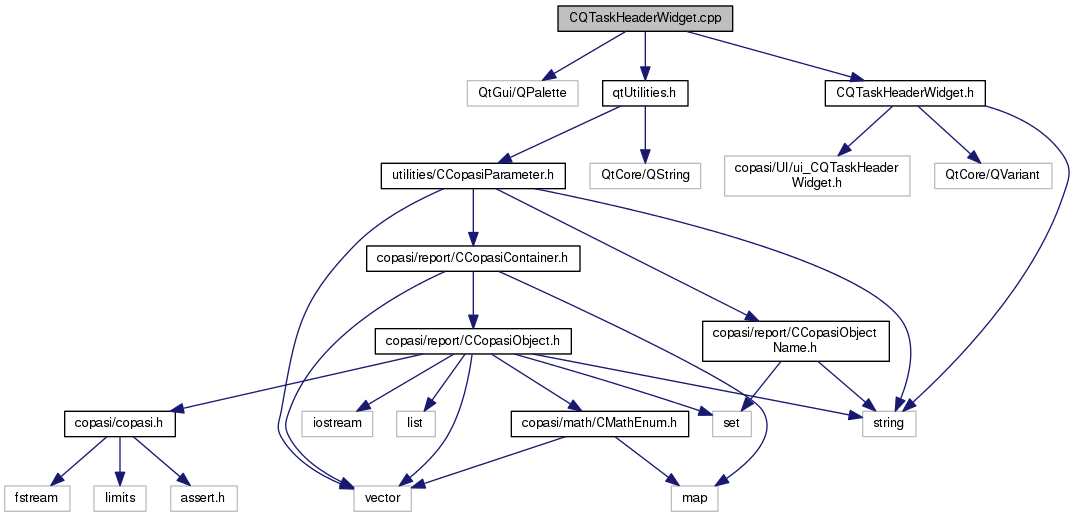 CQTaskHeaderWidget.cpp
QtGui/QPalette
qtUtilities.h
CQTaskHeaderWidget.h
utilities/CCopasiParameter.h
QtCore/QString
copasi/UI/ui_CQTaskHeader
Widget.h
QtCore/QVariant
copasi/report/CCopasiContainer.h
copasi/report/CCopasiObject.h
copasi/report/CCopasiObject
Name.h
copasi/copasi.h
iostream
list
copasi/math/CMathEnum.h
set
string
fstream
limits
assert.h
vector
map